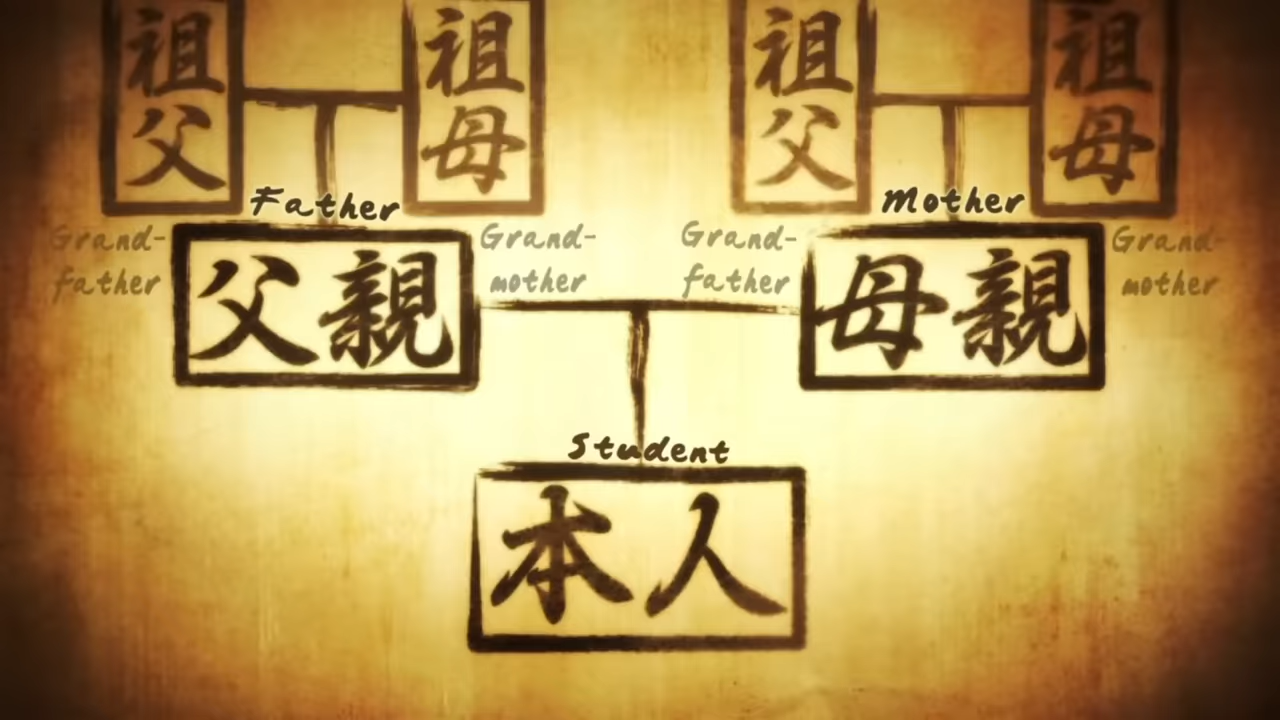 祖父
祖母
祖父
祖母
Father
Mother
Grand-
father
Grand-
mother
Grand-
father
Grand-
mother
父親
母親
Student
本人